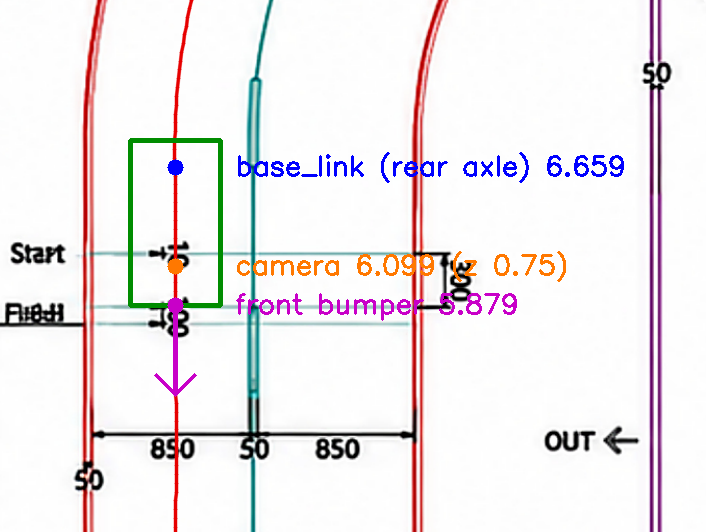 50
base_link (rear axle) 6.659
Start
camera 6.099 (z 0.75)
300
front bumper 5.879
OUT
850 50 850
50